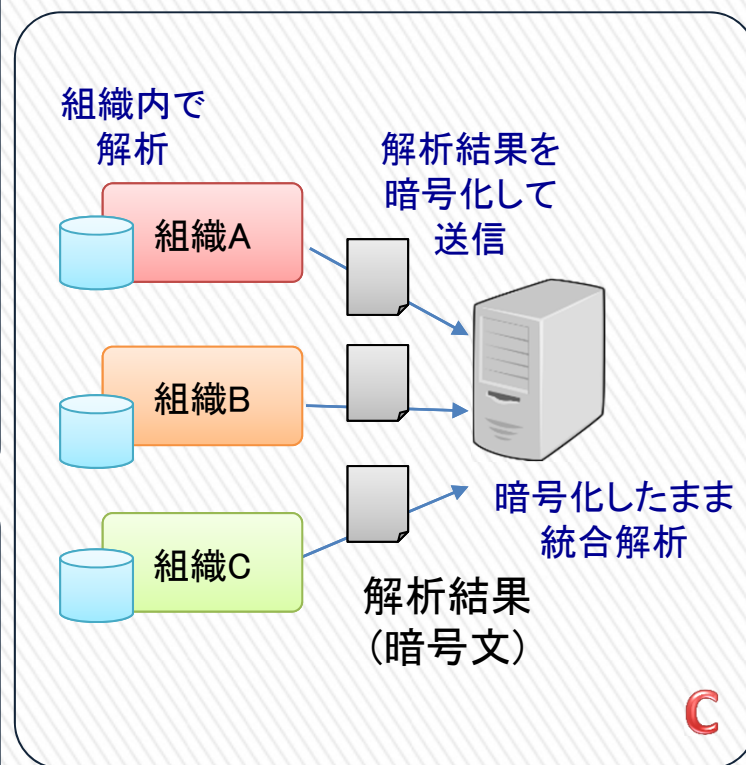 組織内で
解析
解析結果を
暗号化して
送信
組織A
組織B
組織C
暗号化したまま
統合解析
解析結果
(暗号文)
C